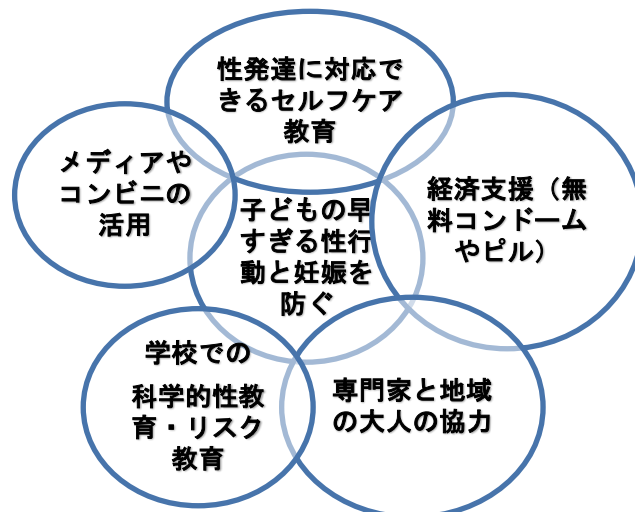 性発達に対応で
きるセルフケア
教育
メディアや
コンビニの
活用
経済支援（無
料コンドーム
やピル）
子どもの早
すぎる性行
動と妊娠を
防ぐ
学校での
科学的性教
育・リスク
教育
専門家と地域
の大人の協力